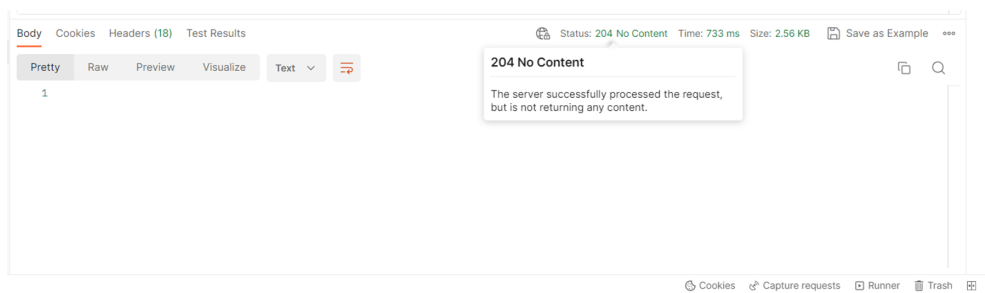 Body Cookies Headers (18) Test Results Status: 204 No Content Time: 733 ms Size: 2.56 KB Save as Example
Pretty Raw Preview Visualize Text
204 No Content
1
The server successfully processed the request,
but is not returning any content.
Cookies Capture requests Runner Trash